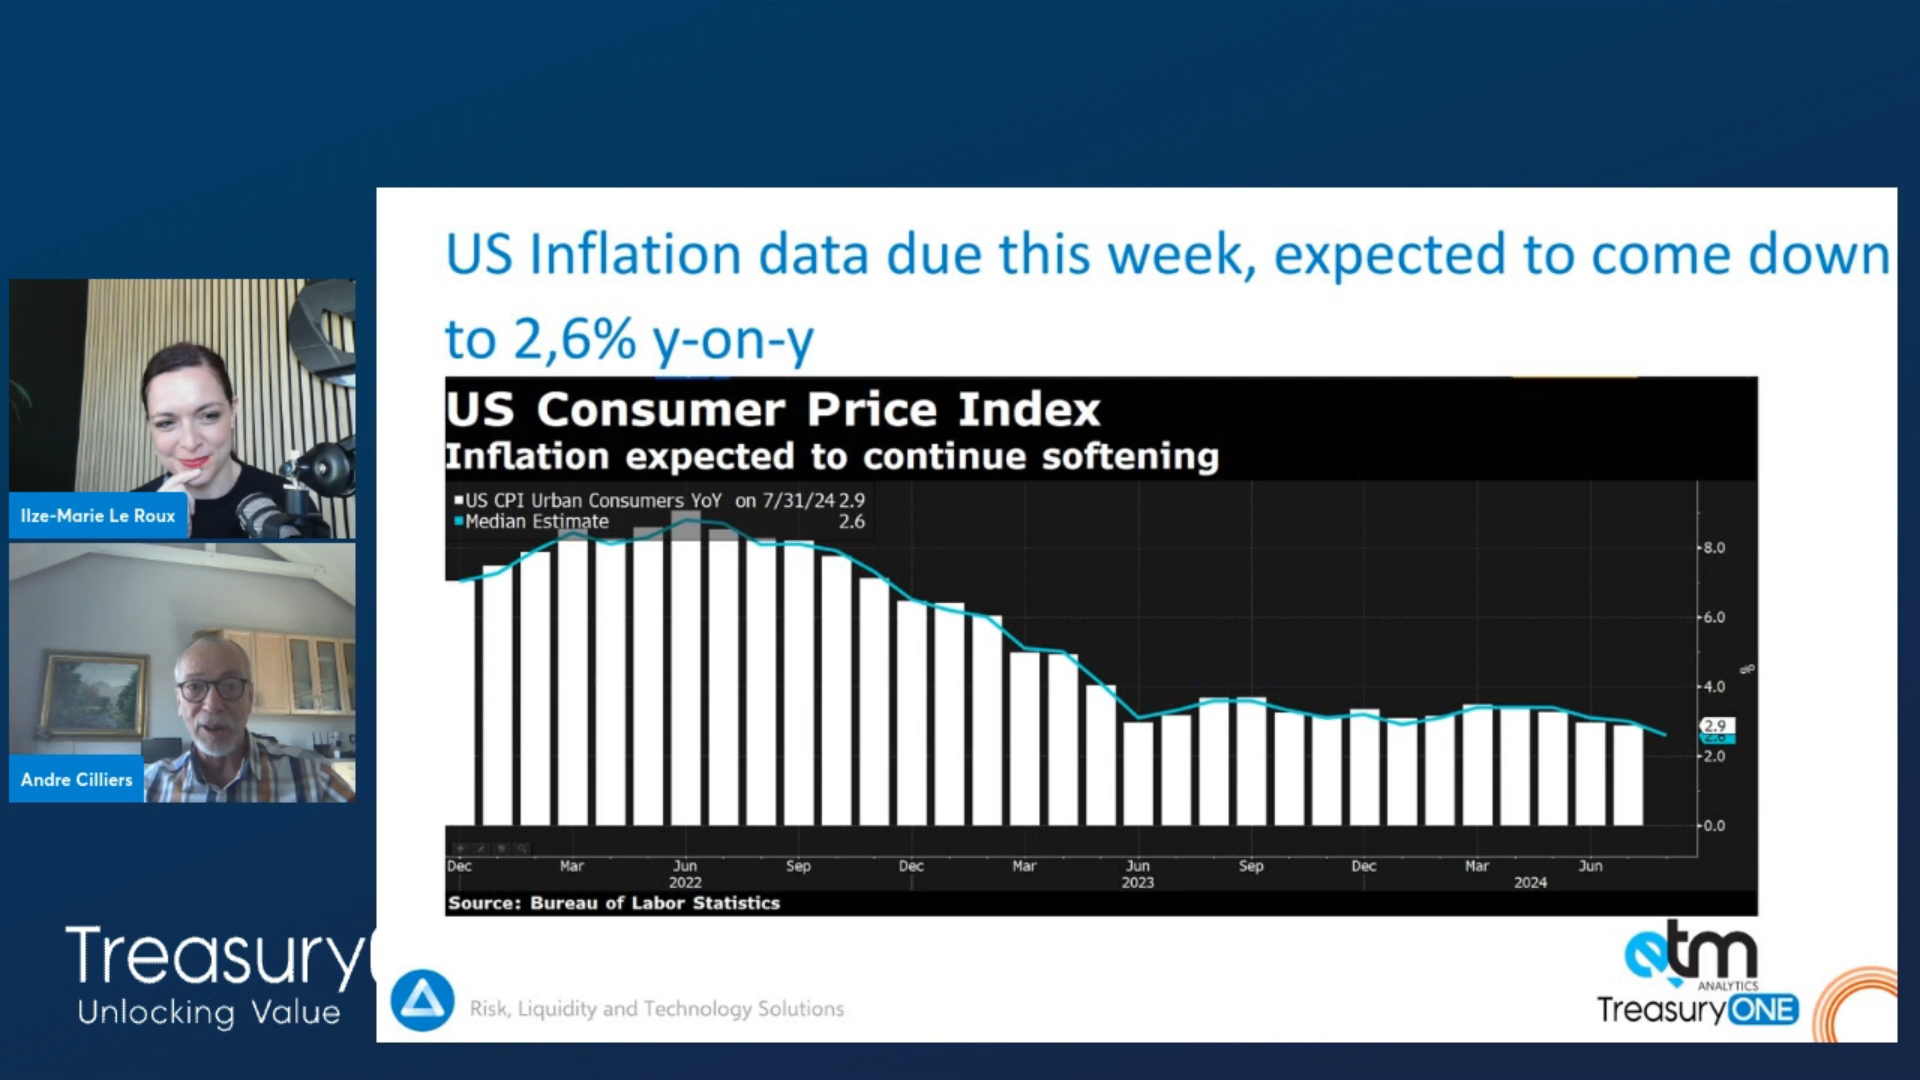 US Inflation data due this week, expected to come down
to 2,6% y-on-y
US Consumer Price Index
Inflation expected to continue softening
US CPI Urban Consumers YoY on 7/31/24 2.9
Median Estimate 2.6
8.0
6.0
%
4.0
2.9
2.6
2.0
0.0
Dec Mar Jun Sep Dec Mar Jun Sep Dec Mar Jun
2022 2023 2024
Source: Bureau of Labor Statistics
Ilze-Marie Le Roux
Andre Cilliers
Treasury
Unlocking Value
Risk, Liquidity and Technology Solutions
etm
ANALYTICS
TreasuryONE